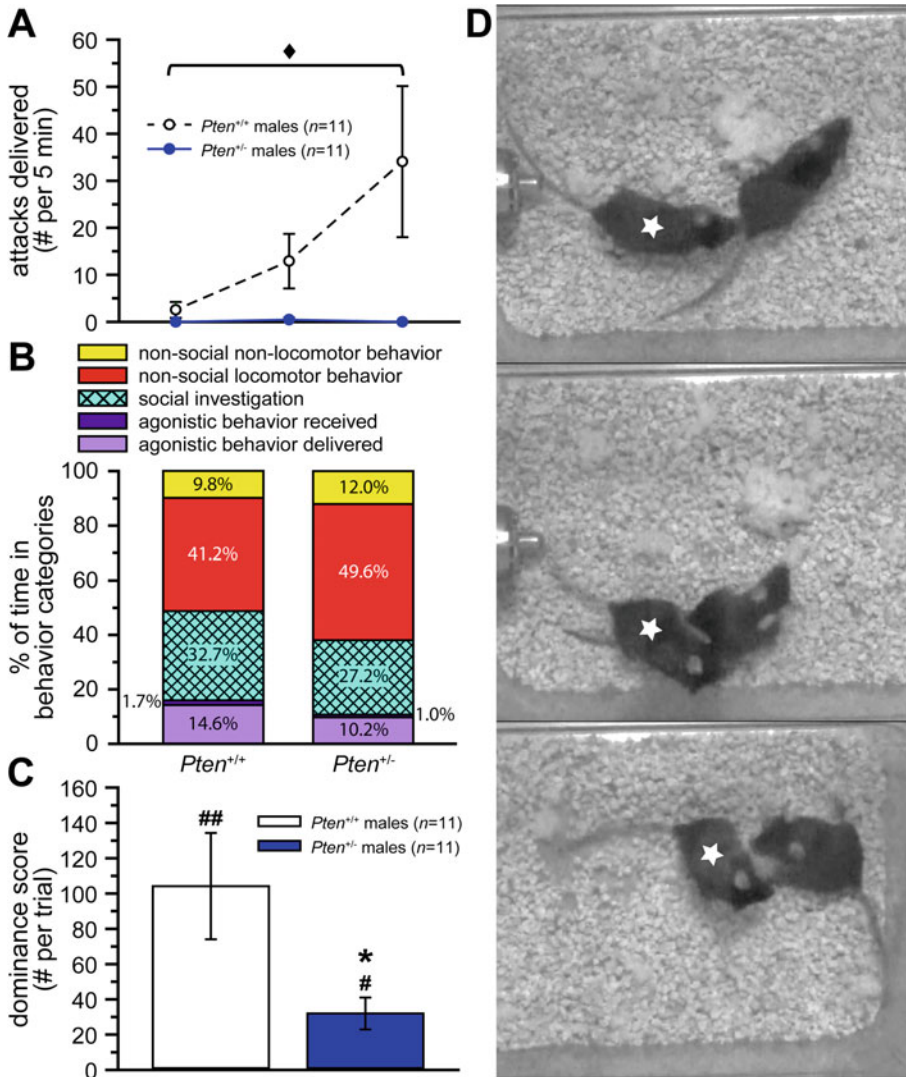 A
60
50
40
30
20
10
0
attacks delivered
(# per 5 min)
♦
Pten+/+ males (n=11)
Pten+/- males (n=11)
B
non-social non-locomotor behavior
non-social locomotor behavior
social investigation
agonistic behavior received
agonistic behavior delivered
100
80
60
40
20
0
% of time in
behavior categories
9.8%
41.2%
32.7%
1.7%
14.6%
12.0%
49.6%
27.2%
1.0%
10.2%
Pten+/+
Pten+/-
C
160
140
120
100
80
60
40
20
0
dominance score
(# per trial)
##
*
#
Pten+/+ males (n=11)
Pten+/- males (n=11)
D